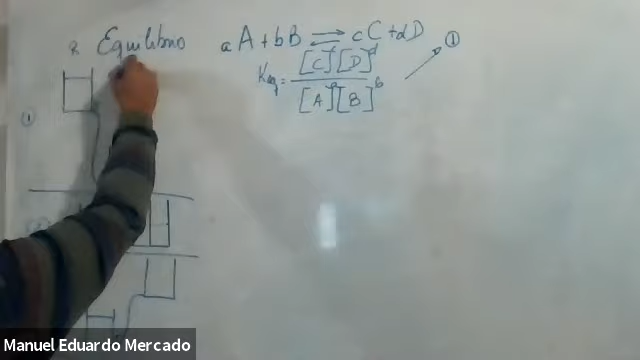 R Equilibrio
aA + bB ⇌ cC + dD
Keq = [C]^c [D]^d / [A]^a [B]^b
①
①
Manuel Eduardo Mercado